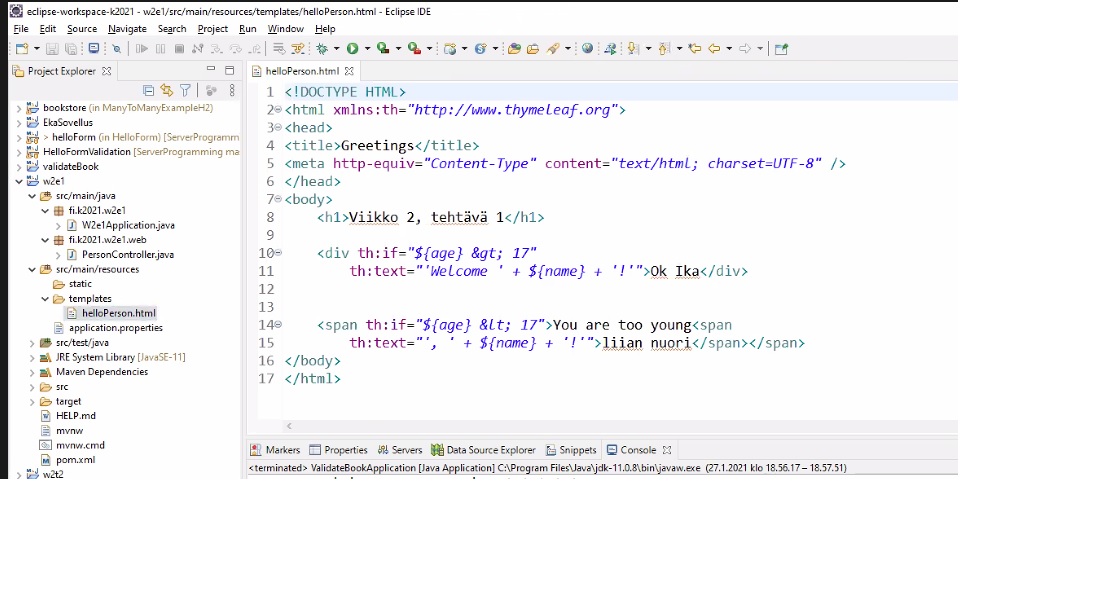 eclipse-workspace-k2021 - w2e1/src/main/resources/templates/helloPerson.html - Eclipse IDE
File Edit Source Navigate Search Project Run Window Help
Project Explorer
bookstore (in ManyToManyExampleH2)
EkaSovellus
> helloForm (in HelloForm) [ServerProgramm
HelloFormValidation [ServerProgramming ma
validateBook
w2e1
src/main/java
fi.k2021.w2e1
W2e1Application.java
fi.k2021.w2e1.web
PersonController.java
src/main/resources
static
templates
helloPerson.html
application.properties
src/test/java
JRE System Library [JavaSE-11]
Maven Dependencies
src
target
HELP.md
mvnw
mvnw.cmd
pom.xml
w2t2
helloPerson.html
1 <!DOCTYPE HTML>
2 <html xmlns:th="http://www.thymeleaf.org">
3 <head>
4 <title>Greetings</title>
5 <meta http-equiv="Content-Type" content="text/html; charset=UTF-8" />
6 </head>
7 <body>
8 <h1>Viikko 2, tehtävä 1</h1>
9
10 <div th:if="${age} &gt; 17"
11 th:text="'Welcome ' + ${name} + '!'">Ok Ika</div>
12
13
14 <span th:if="${age} &lt; 17">You are too young<span
15 th:text="', ' + ${name} + '!'">liian nuori</span></span>
16 </body>
17 </html>
Markers Properties Servers Data Source Explorer Snippets Console
<terminated> ValidateBookApplication [Java Application] C:\Program Files\Java\jdk-11.0.8\bin\javaw.exe (27.1.2021 klo 18.56.17 – 18.57.51)